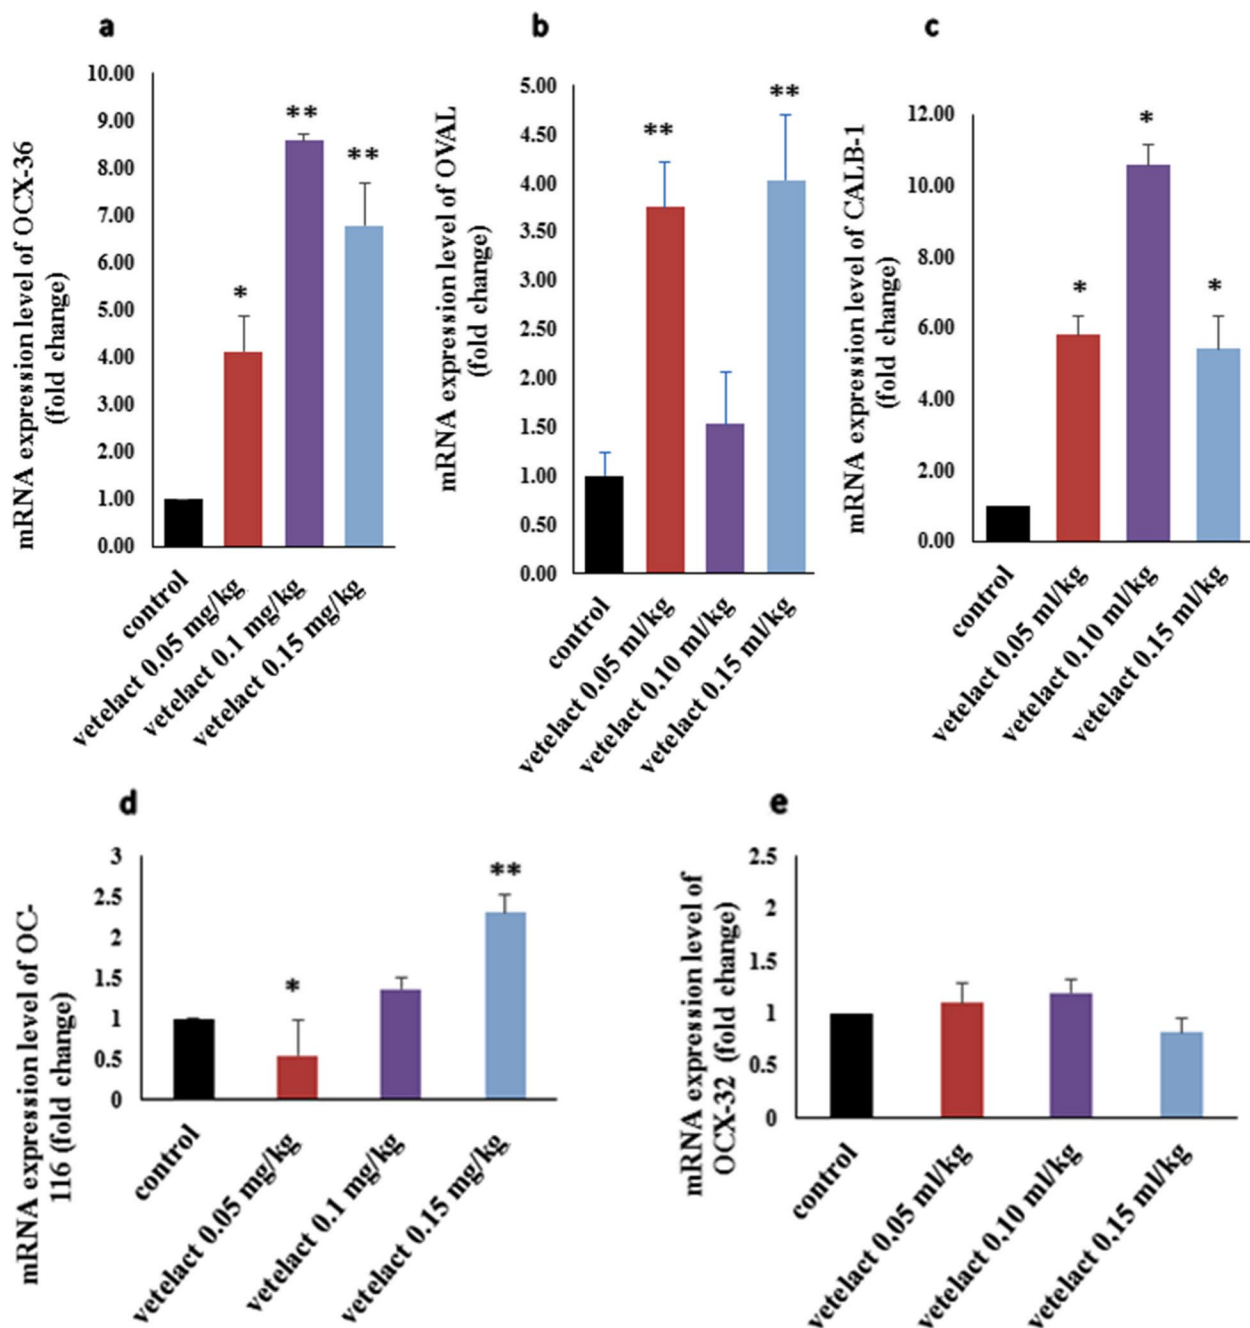 a
mRNA expression level of OCX-36
(fold change)
10.00
9.00
8.00
7.00
6.00
5.00
4.00
3.00
2.00
1.00
0.00
*
**
**
control
vetelact 0.05 mg/kg
vetelact 0.1 mg/kg
vetelact 0.15 mg/kg
b
mRNA expression level of OVAL
(fold change)
5.00
4.50
4.00
3.50
3.00
2.50
2.00
1.50
1.00
0.50
0.00
**
**
control
vetelact 0.05 ml/kg
vetelact 0.10 ml/kg
vetelact 0.15 ml/kg
c
mRNA expression level of CALB-1
(fold change)
12.00
10.00
8.00
6.00
4.00
2.00
0.00
*
*
*
control
vetelact 0.05 ml/kg
vetelact 0.10 ml/kg
vetelact 0.15 ml/kg
d
mRNA expression level of OC-
116 (fold change)
3
2.5
2
1.5
1
0.5
0
*
**
control
vetelact 0.05 mg/kg
vetelact 0.1 mg/kg
vetelact 0.15 mg/kg
e
mRNA expression level of
OCX-32 (fold change)
2.5
2
1.5
1
0.5
0
control
vetelact 0,05 ml/kg
vetelact 0,10 ml/kg
vetelact 0,15 ml/kg